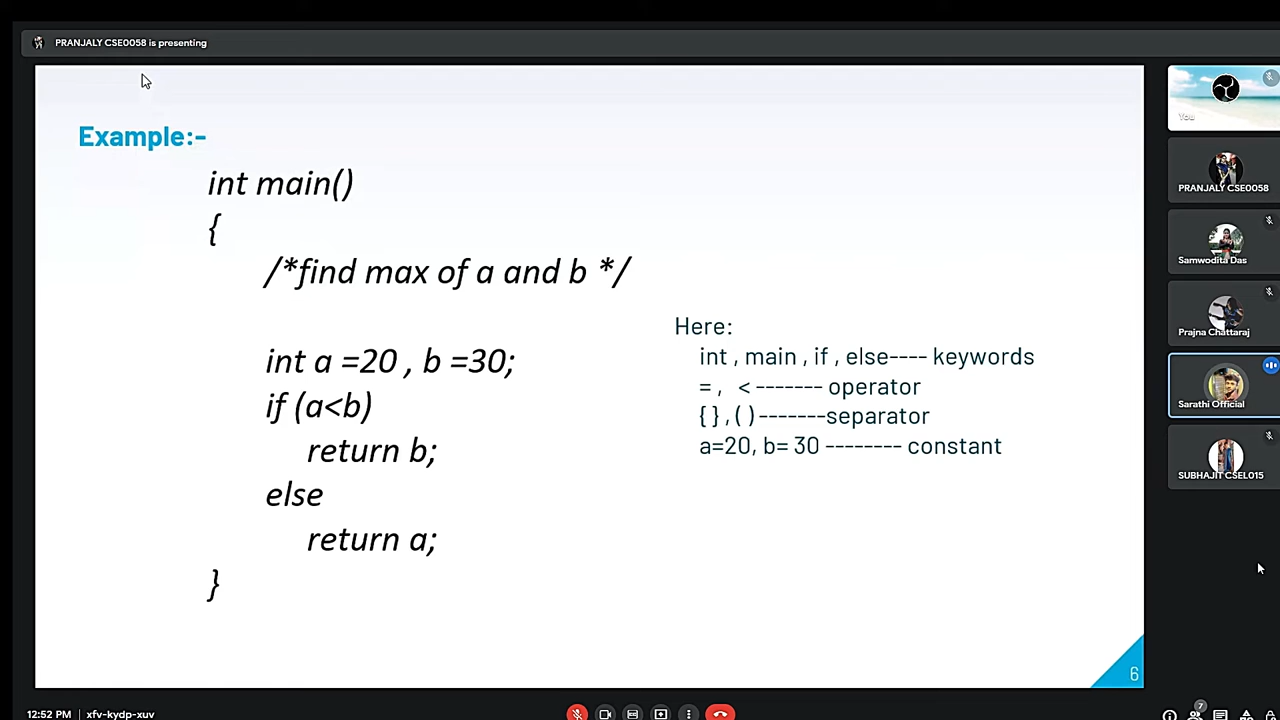 PRANJALY CSE0058 is presenting
Example:-
int main()
{
/*find max of a and b */
int a =20 , b =30;
if (a<b)
return b;
else
return a;
}
Here:
int , main , if , else---- keywords
= , < ------- operator
{ } , ( ) -------separator
a=20, b= 30 -------- constant
6
You
PRANJALY CSE0058
Samwodita Das
Prajna Chattaraj
Sarathi Official
SUBHAJIT CSEL015
12:52 PM | xfv-kydp-xuv
7